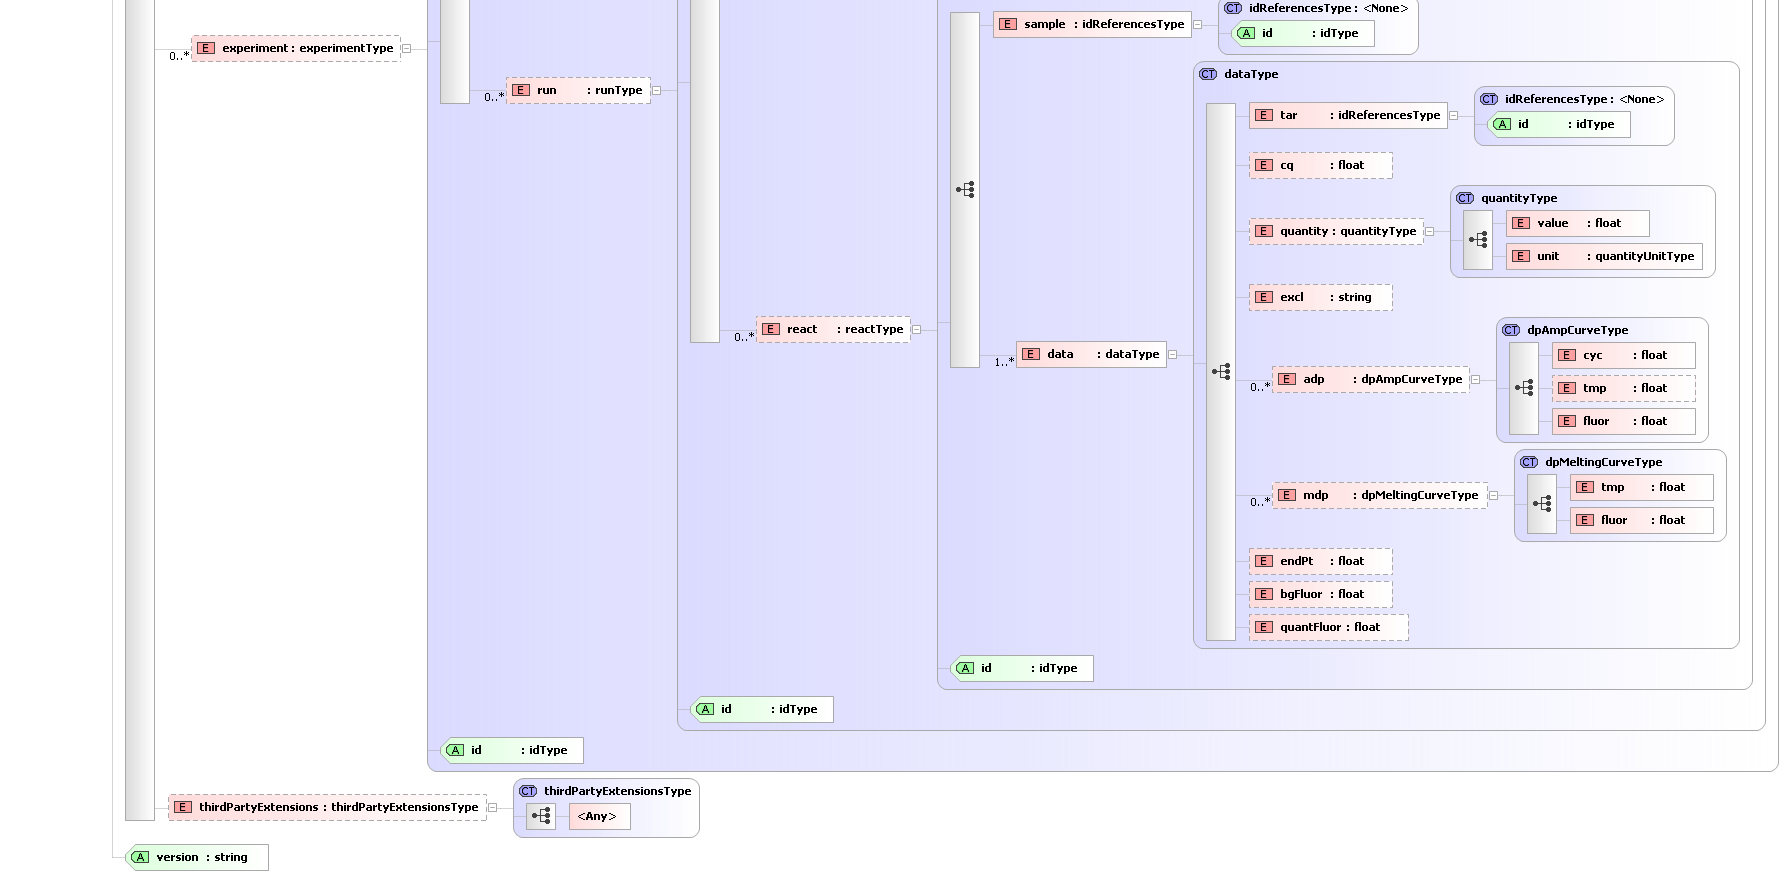 CT idReferencesType : <None>
E sample : idReferencesType
A id : idType
0..* E experiment : experimentType
CT dataType
0..* E run : runType
CT idReferencesType : <None>
E tar : idReferencesType
A id : idType
E cq : float
CT quantityType
E value : float
E quantity : quantityType
E unit : quantityUnitType
E excl : string
0..* E react : reactType
CT dpAmpCurveType
1..* E data : dataType
E cyc : float
0..* E adp : dpAmpCurveType
E tmp : float
E fluor : float
CT dpMeltingCurveType
E tmp : float
0..* E mdp : dpMeltingCurveType
E fluor : float
E endPt : float
E bgFluor : float
E quantFluor : float
A id : idType
A id : idType
A id : idType
CT thirdPartyExtensionsType
E thirdPartyExtensions : thirdPartyExtensionsType
<Any>
A version : string